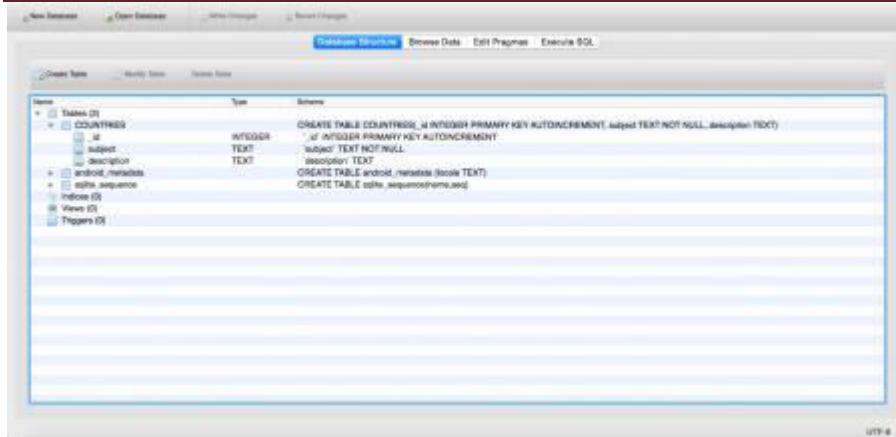 New Database Open Database Write Changes Revert Changes
Database Structure Browse Data Edit Pragmas Execute SQL
Create Table Modify Table Delete Table
Name Type Schema
Tables (3)
COUNTRIES CREATE TABLE COUNTRIES(_id INTEGER PRIMARY KEY AUTOINCREMENT, subject TEXT NOT NULL, description TEXT)
_id INTEGER `_id` INTEGER PRIMARY KEY AUTOINCREMENT
subject TEXT `subject` TEXT NOT NULL
description TEXT `description` TEXT
android_metadata CREATE TABLE android_metadata (locale TEXT)
sqlite_sequence CREATE TABLE sqlite_sequence(name,seq)
Indices (0)
Views (0)
Triggers (0)
UTF-8